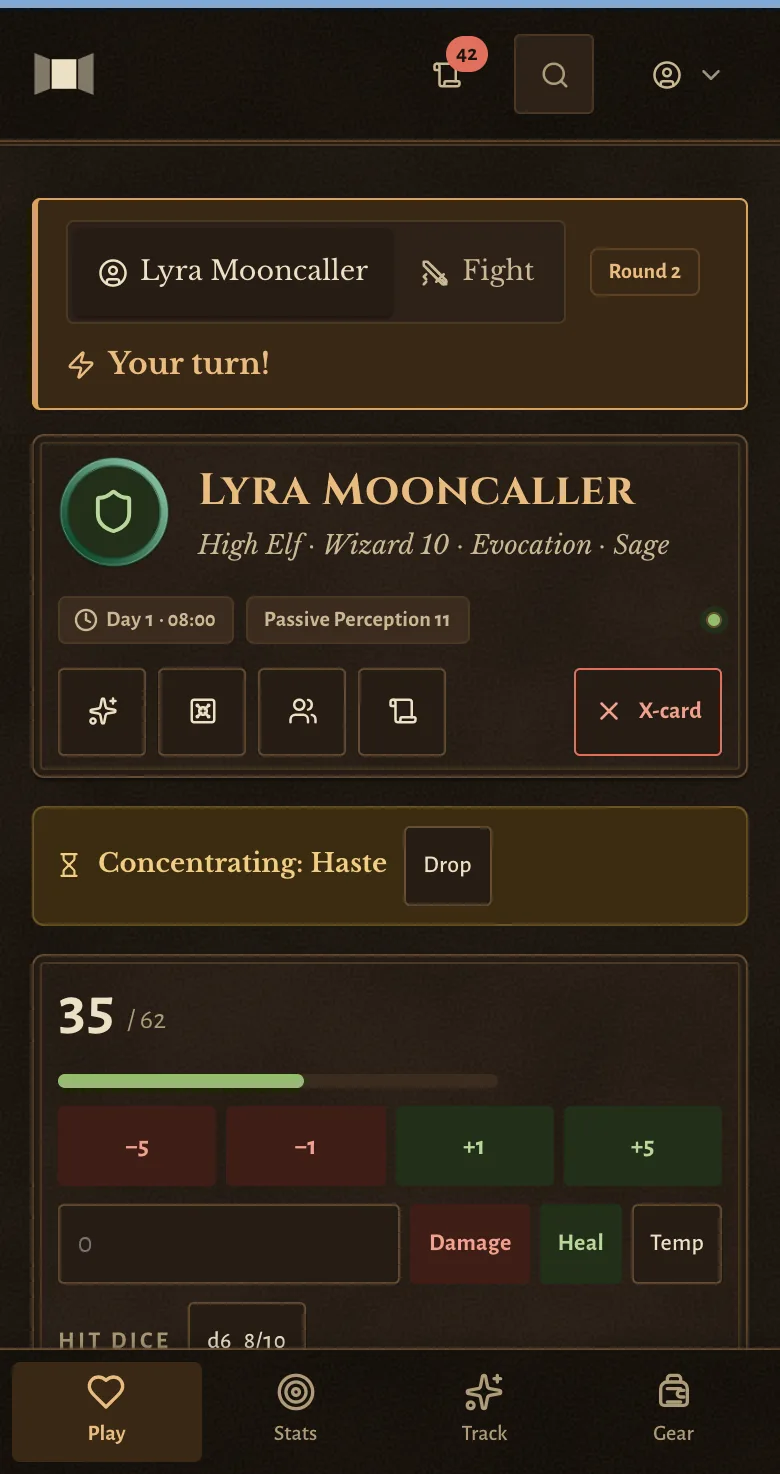 42
Lyra Mooncaller
Fight
Round 2
Your turn!
Lyra Mooncaller
High Elf · Wizard 10 · Evocation · Sage
Day 1 · 08:00
Passive Perception 11
X-card
Concentrating: Haste
Drop
35 / 62
−5
−1
+1
+5
0
Damage
Heal
Temp
HIT DICE
d6 8/10
Play
Stats
Track
Gear